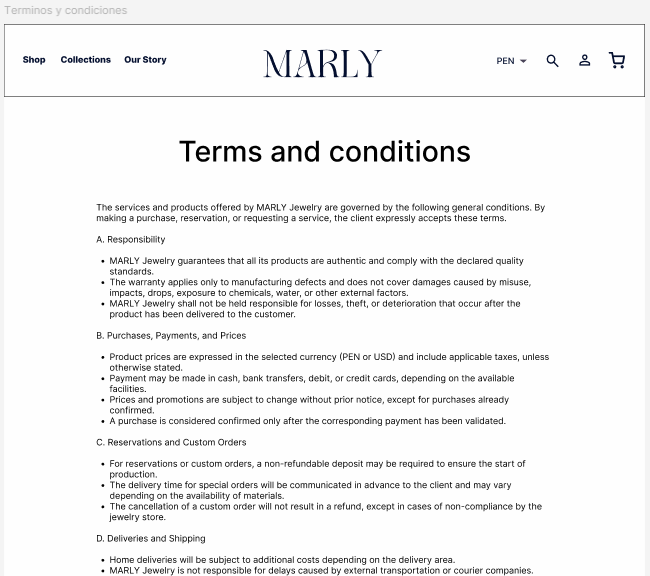 Terminos y condiciones
Shop Collections Our Story MARLY PEN
Terms and conditions
The services and products offered by MARLY Jewelry are governed by the following general conditions. By
making a purchase, reservation, or requesting a service, the client expressly accepts these terms.
A. Responsibility
• MARLY Jewelry guarantees that all its products are authentic and comply with the declared quality
standards.
• The warranty applies only to manufacturing defects and does not cover damages caused by misuse,
impacts, drops, exposure to chemicals, water, or other external factors.
• MARLY Jewelry shall not be held responsible for losses, theft, or deterioration that occur after the
product has been delivered to the customer.
B. Purchases, Payments, and Prices
• Product prices are expressed in the selected currency (PEN or USD) and include applicable taxes, unless
otherwise stated.
• Payment may be made in cash, bank transfers, debit, or credit cards, depending on the available
facilities.
• Prices and promotions are subject to change without prior notice, except for purchases already
confirmed.
• A purchase is considered confirmed only after the corresponding payment has been validated.
C. Reservations and Custom Orders
• For reservations or custom orders, a non-refundable deposit may be required to ensure the start of
production.
• The delivery time for special orders will be communicated in advance to the client and may vary
depending on the availability of materials.
• The cancellation of a custom order will not result in a refund, except in cases of non-compliance by the
jewelry store.
D. Deliveries and Shipping
• Home deliveries will be subject to additional costs depending on the delivery area.
• MARLY Jewelry is not responsible for delays caused by external transportation or courier companies.